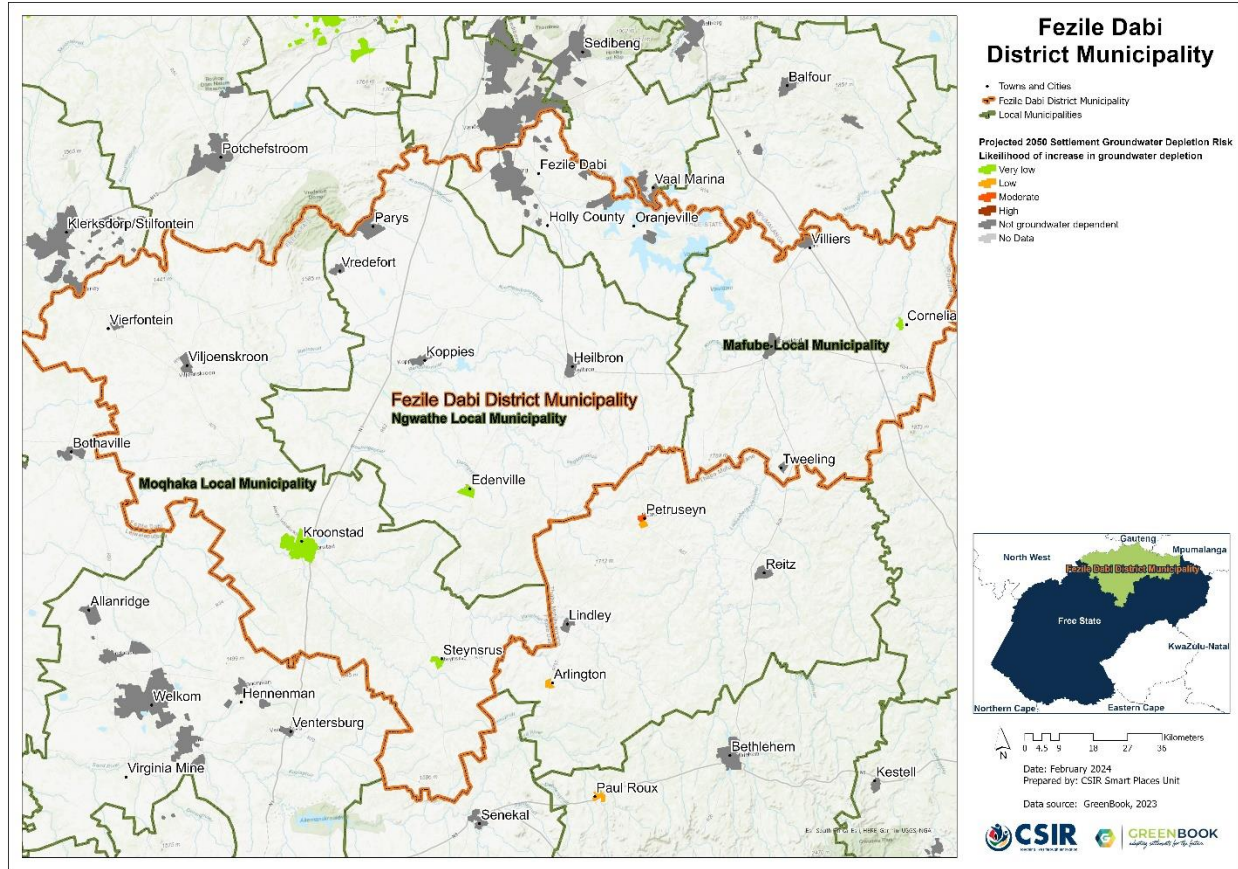 Fezile Dabi
District Municipality
Towns and Cities
Fezile Dabi District Municipality
Local Municipalities
Projected 2050 Settlement Groundwater Depletion Risk
Likelihood of increase in groundwater depletion
Very low
Low
Moderate
High
Not groundwater dependent
No Data
Sedibeng
Balfour
Potchefstroom
Fezile Dabi
Vaal Marina
Klerksdorp/Stilfontein
Parys
Holly County
Oranjeville
Villiers
Vredefort
Vierfontein
Cornelia
Viljoenskroon
Koppies
Heilbron
Mafube Local Municipality
Fezile Dabi District Municipality
Ngwathe Local Municipality
Bothaville
Tweeling
Moqhaka Local Municipality
Edenville
Petruseyn
Kroonstad
Reitz
Allanridge
Lindley
Steynsrus
Arlington
Welkom
Hennenman
Ventersburg
Bethlehem
Virginia Mine
Kestell
Paul Roux
Senekal
Gauteng
North West
Mpumalanga
Fezile Dabi District Municipality
Free State
KwaZulu-Natal
Northern Cape
Eastern Cape
N
Kilometers
0 4.5 9 18 27 36
Date: February 2024
Prepared by: CSIR Smart Places Unit
Data source: GreenBook, 2023
CSIR
GREENBOOK
adapting settlements for the future